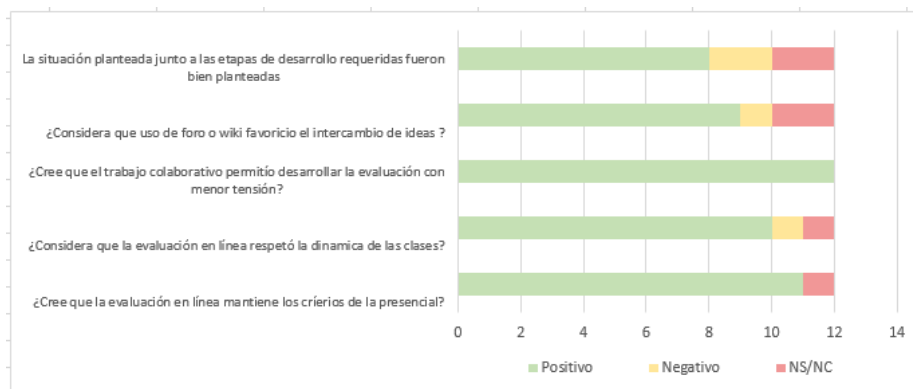 La situación planteada junto a las etapas de desarrollo requeridas fueron
bien planteadas
¿Considera que uso de foro o wiki favoricio el intercambio de ideas ?
¿Cree que el trabajo colaborativo permitío desarrollar la evaluación con
menor tensión?
¿Considera que la evaluación en línea respetó la dinamica de las clases?
¿Cree que la evaluación en línea mantiene los críerios de la presencial?
0 2 4 6 8 10 12 14
Positivo Negativo NS/NC